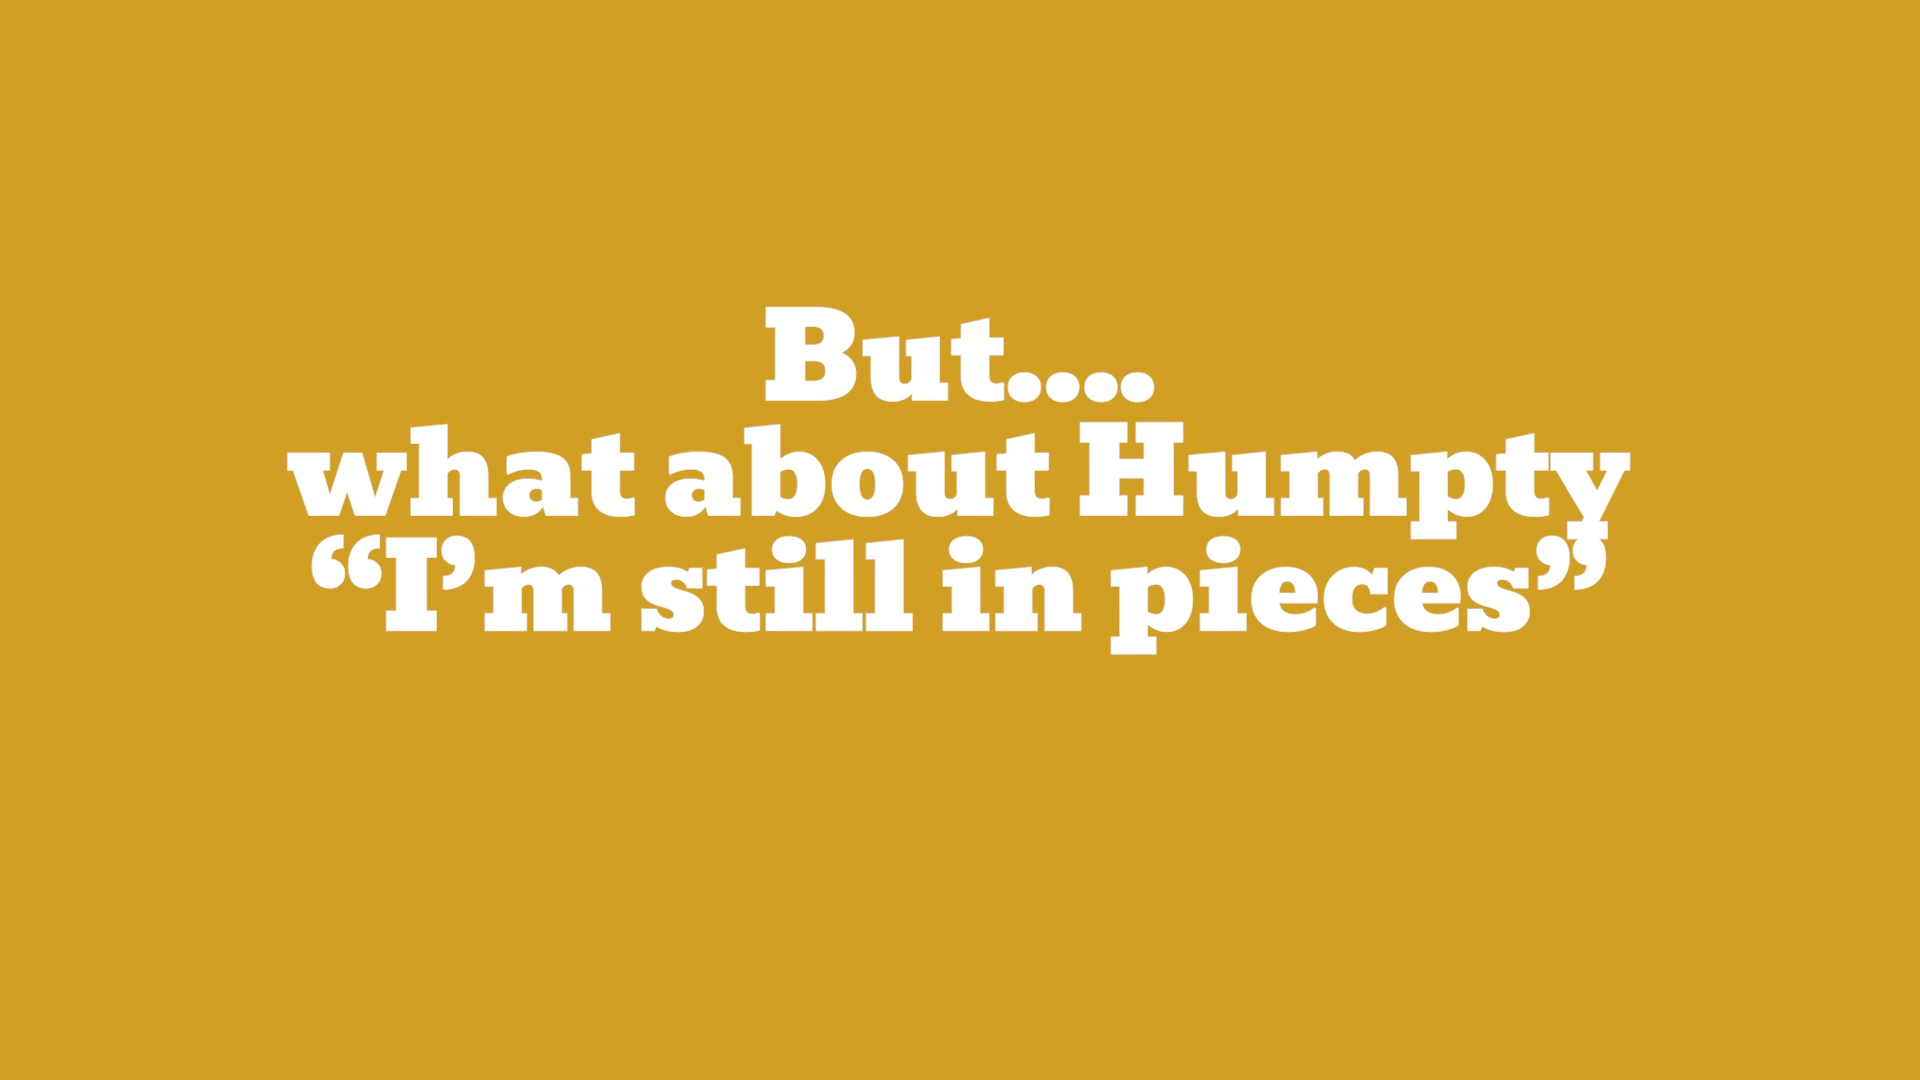 But....
what about Humpty
“I’m still in pieces”